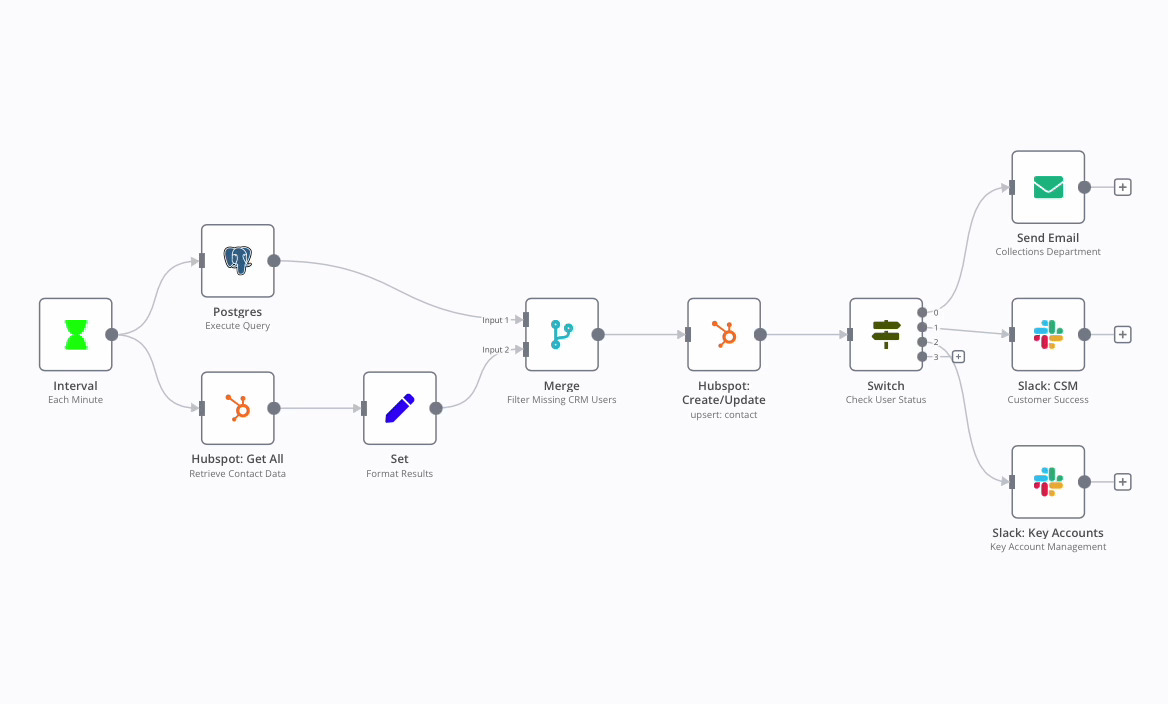 Send Email
Collections Department
Postgres
Execute Query
Input 1
Input 2
0
1
2
3
Interval
Each Minute
Merge
Filter Missing CRM Users
Hubspot:
Create/Update
upsert: contact
Switch
Check User Status
Slack: CSM
Customer Success
Hubspot: Get All
Retrieve Contact Data
Set
Format Results
Slack: Key Accounts
Key Account Management